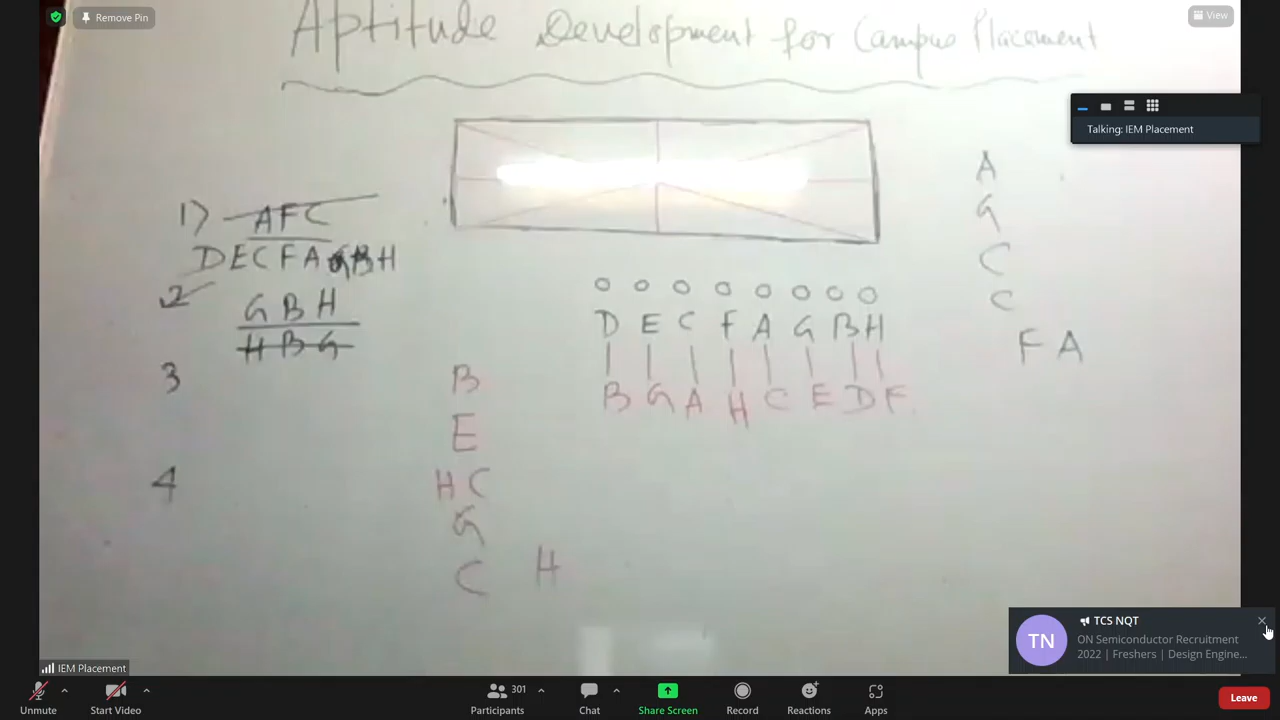 Remove Pin
View
Aptitude Development for Campus Placement
Talking: IEM Placement
1) AFC
DECFAGBH
2 GBH
HBG
3
4
O O O O O O O O
D E C F A G B H
B G A H C E D F
B
E
H C
G
C H
A
G
C
C
F A
TN
TCS NQT
ON Semiconductor Recruitment
2022 | Freshers | Design Engine...
IEM Placement
Unmute
Start Video
301
Participants
Chat
Share Screen
Record
Reactions
Apps
Leave